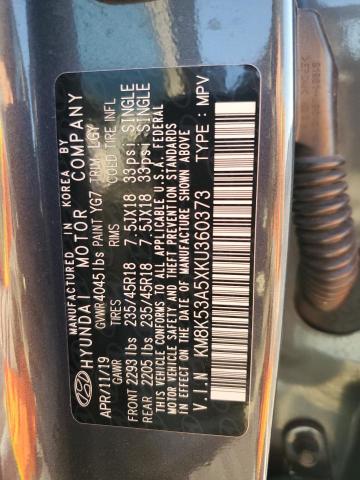 MANUFACTURED IN KOREA BY
HYUNDAI MOTOR COMPANY
GVWR 4045 lbs PAINT YG7 TRIM LGY
APR/11/19 GAWR TIRES RIMS COLD TIRE INFL
FRONT 2293 lbs 235/45R18 7.5JX18 33psi SINGLE
REAR 2205 lbs 235/45R18 7.5JX18 33psi SINGLE
THIS VEHICLE CONFORMS TO ALL APPLICABLE U.S.A. FEDERAL
MOTOR VEHICLE SAFETY, BUMPER, AND THEFT PREVENTION STANDARDS
IN EFFECT ON THE DATE OF MANUFACTURE SHOWN ABOVE.
V.I.N KM8K53A5XKU360373 TYPE: MPV